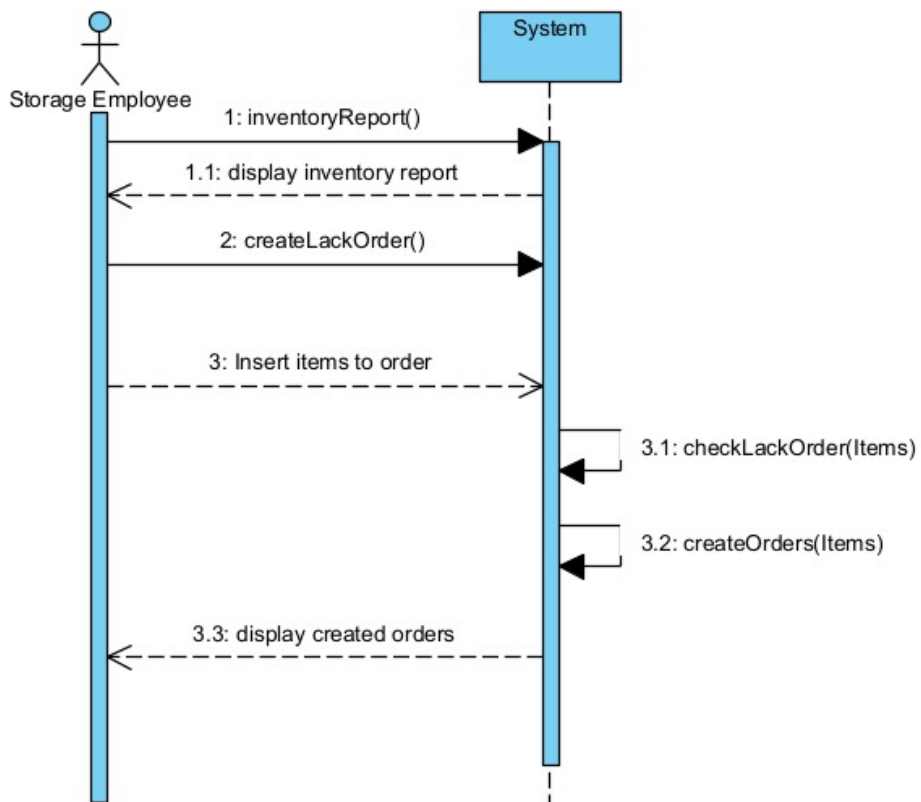 System
Storage Employee
1: inventoryReport()
1.1: display inventory report
2: createLackOrder()
3: Insert items to order
3.1: checkLackOrder(Items)
3.2: createOrders(Items)
3.3: display created orders